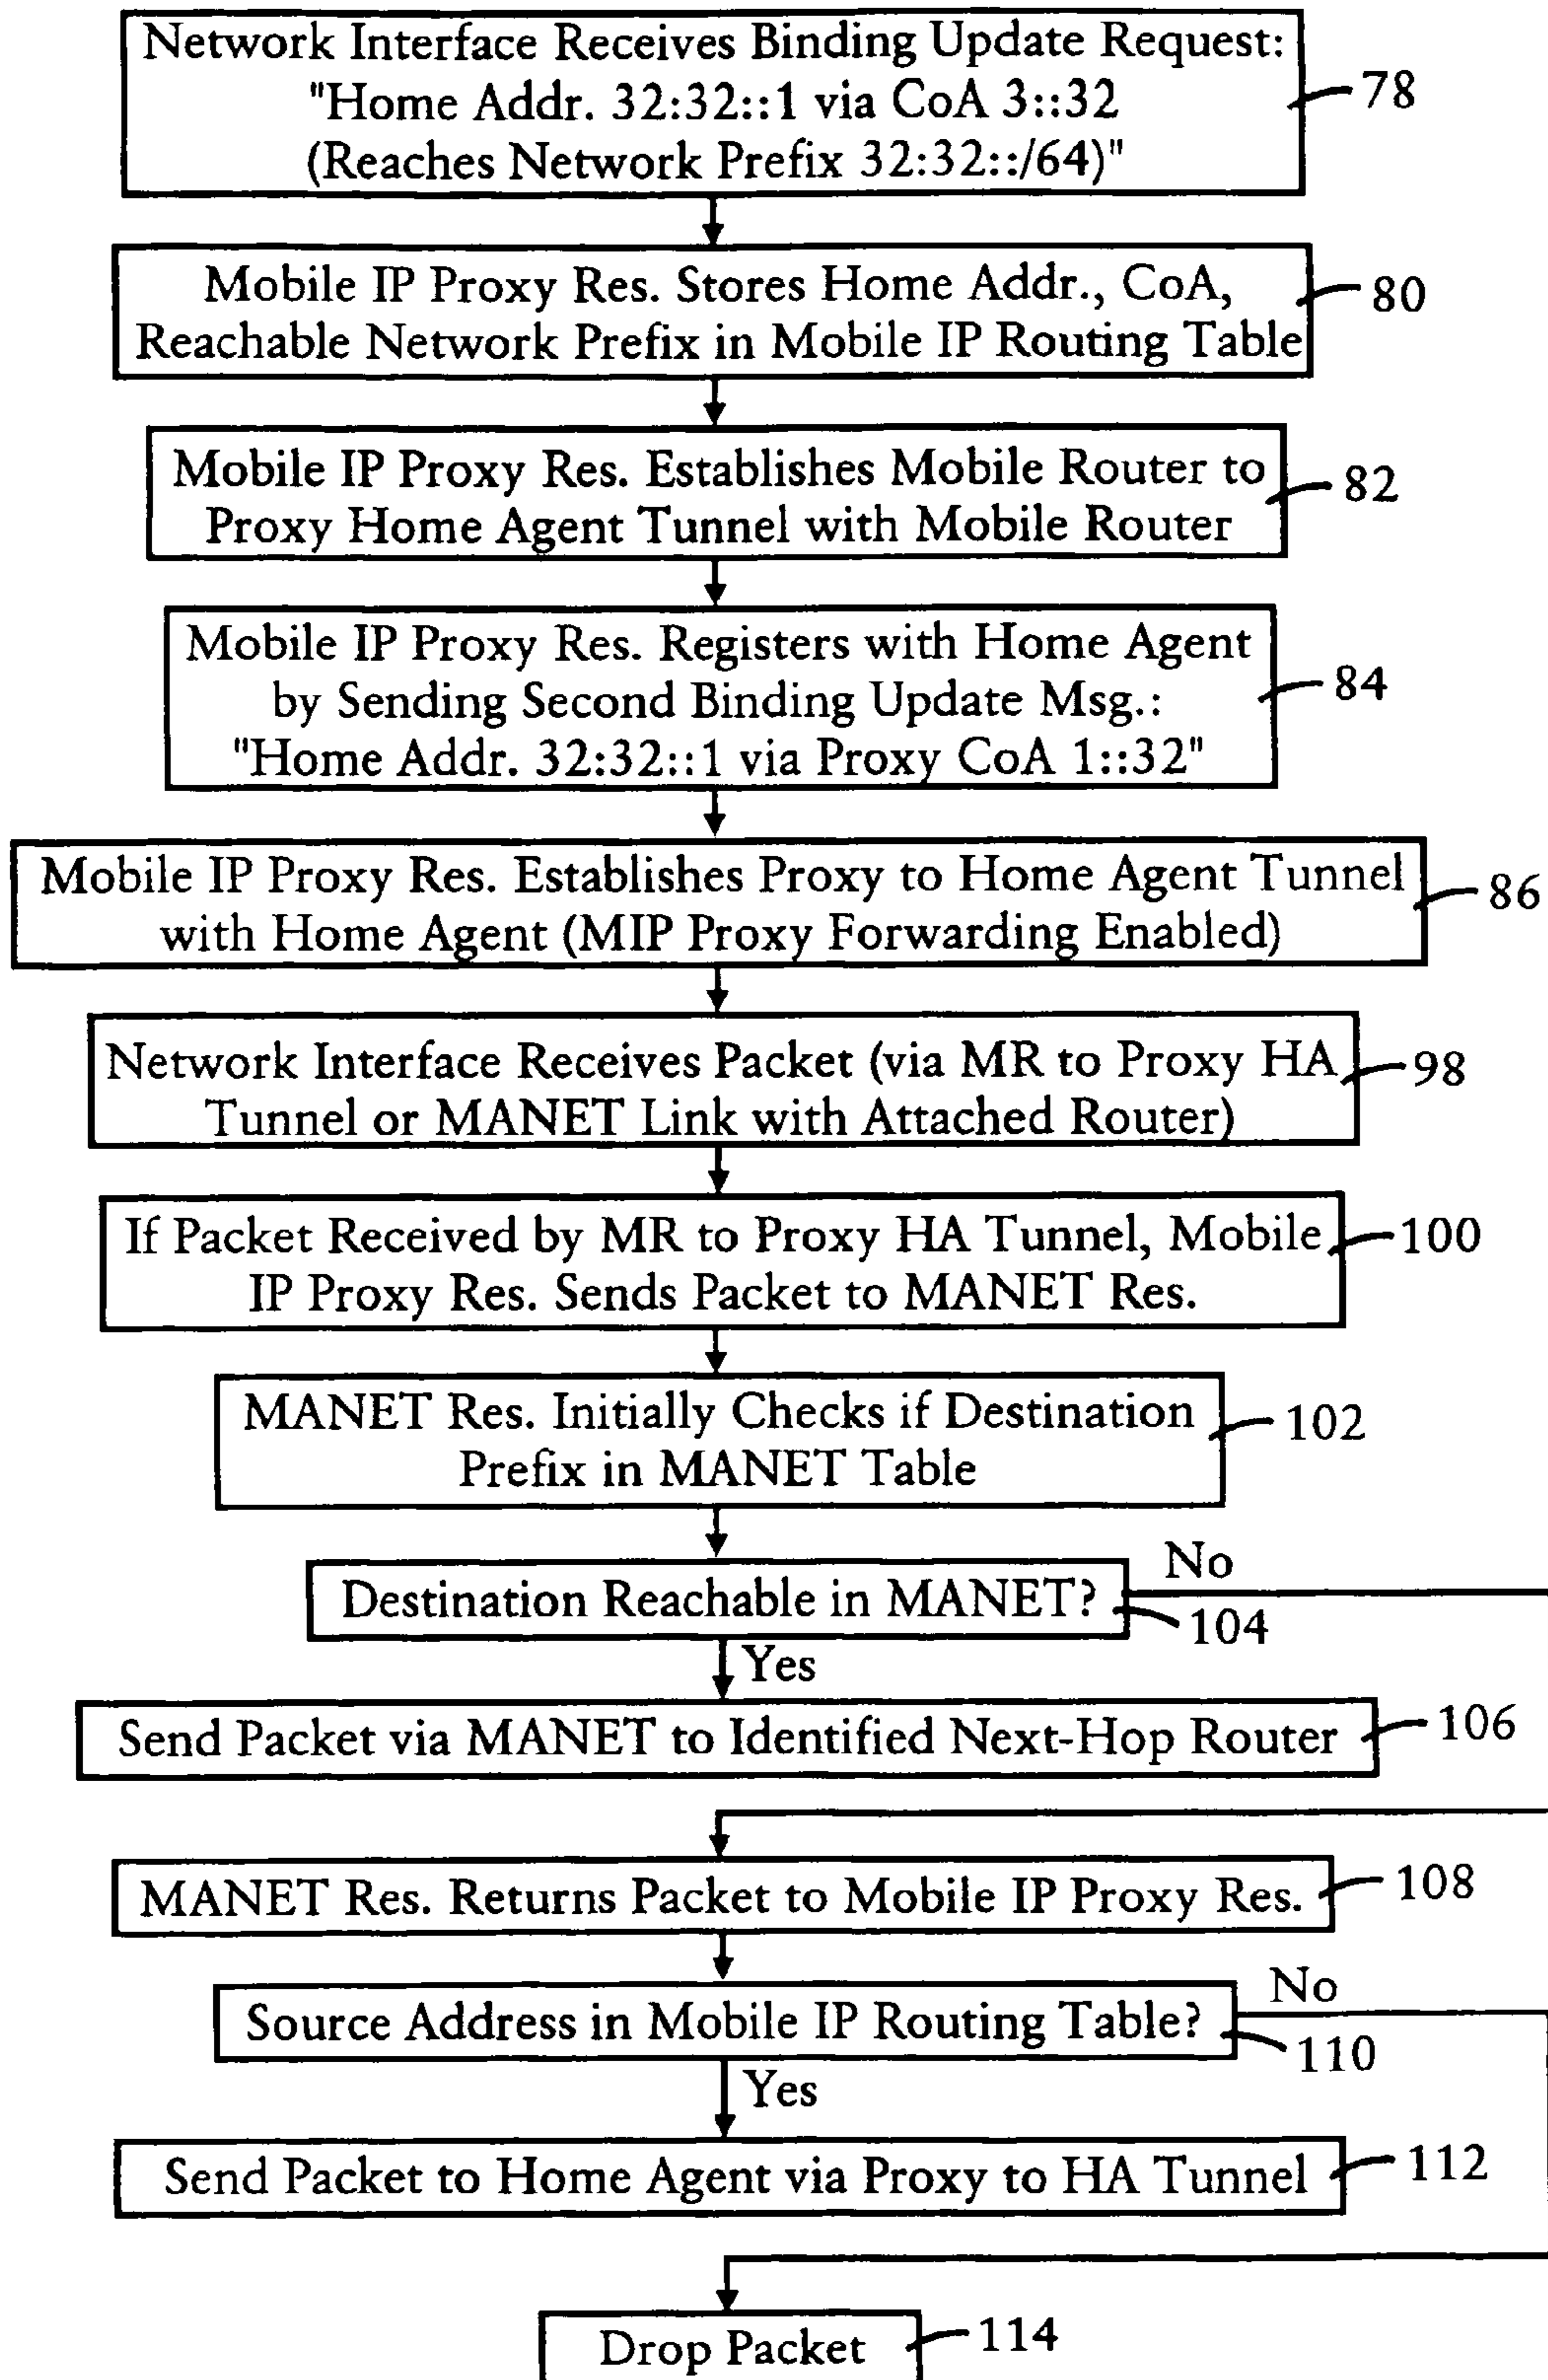 Network Interface Receives Binding Update Request:
"Home Addr. 32:32::1 via CoA 3::32
(Reaches Network Prefix 32:32::/64)"
78
Mobile IP Proxy Res. Stores Home Addr., CoA,
Reachable Network Prefix in Mobile IP Routing Table
80
Mobile IP Proxy Res. Establishes Mobile Router to
Proxy Home Agent Tunnel with Mobile Router
82
Mobile IP Proxy Res. Registers with Home Agent
by Sending Second Binding Update Msg.:
"Home Addr. 32:32::1 via Proxy CoA 1::32"
84
Mobile IP Proxy Res. Establishes Proxy to Home Agent Tunnel
with Home Agent (MIP Proxy Forwarding Enabled)
86
Network Interface Receives Packet (via MR to Proxy HA
Tunnel or MANET Link with Attached Router)
98
If Packet Received by MR to Proxy HA Tunnel, Mobile
IP Proxy Res. Sends Packet to MANET Res.
100
MANET Res. Initially Checks if Destination
Prefix in MANET Table
102
Destination Reachable in MANET?
No
104
Yes
Send Packet via MANET to Identified Next-Hop Router
106
MANET Res. Returns Packet to Mobile IP Proxy Res.
108
Source Address in Mobile IP Routing Table?
No
110
Yes
Send Packet to Home Agent via Proxy to HA Tunnel
112
Drop Packet
114